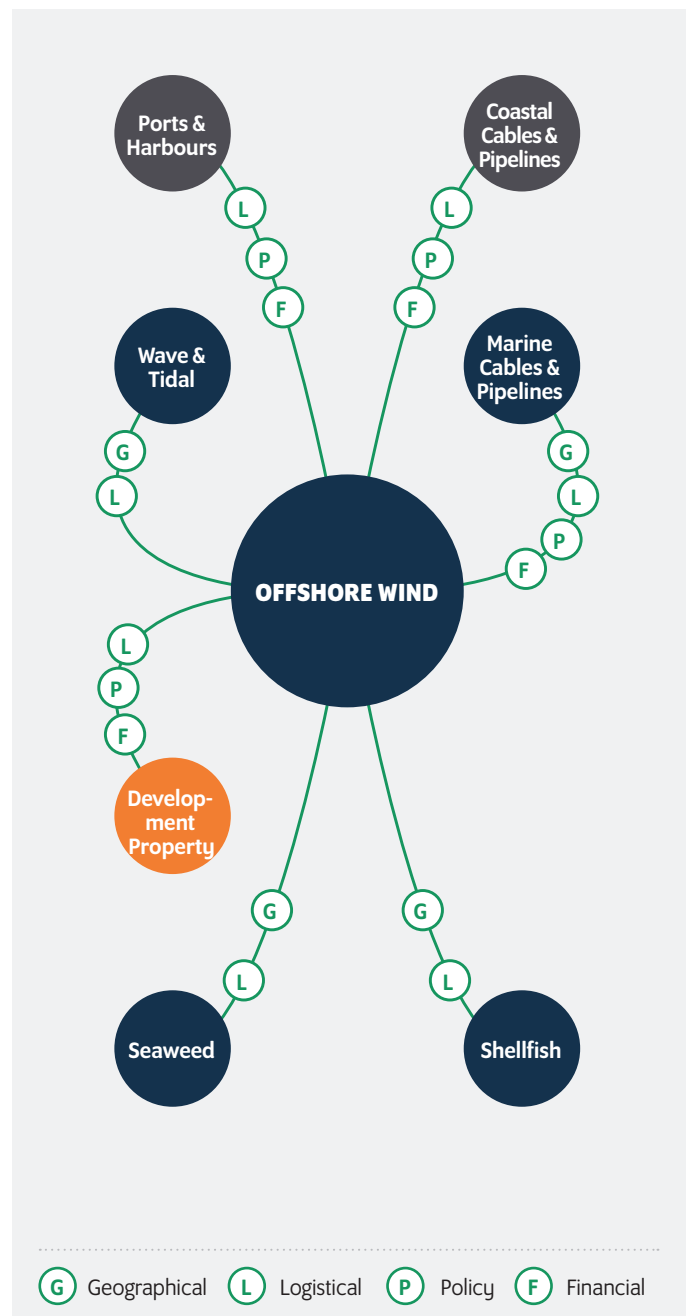 Ports &
Harbours
L
P
F
Coastal
Cables &
Pipelines
L
P
F
Wave &
Tidal
G
L
Marine
Cables &
Pipelines
G
L
P
F
OFFSHORE WIND
L
P
F
Develop-
ment
Property
G
L
Seaweed
G
L
Shellfish
G Geographical L Logistical P Policy F Financial